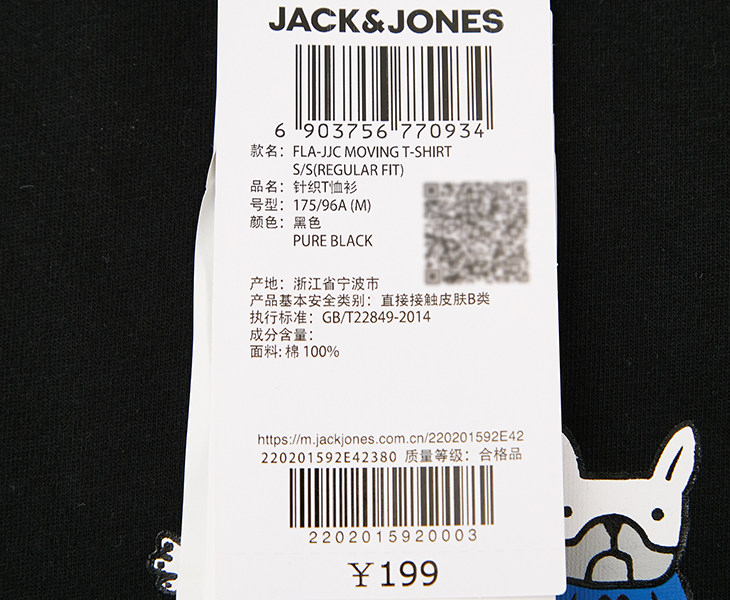 JACK&JONES
6 903756 770934
款名: FLA-JJC MOVING T-SHIRT
S/S(REGULAR FIT)
品名: 针织T恤衫
号型: 175/96A (M)
颜色: 黑色
PURE BLACK
产地: 浙江省宁波市
产品基本安全类别: 直接接触皮肤B类
执行标准: GB/T22849-2014
成分含量:
面料: 棉 100%
https://m.jackjones.com.cn/220201592E42
220201592E42380 质量等级: 合格品
2202015920003
¥199